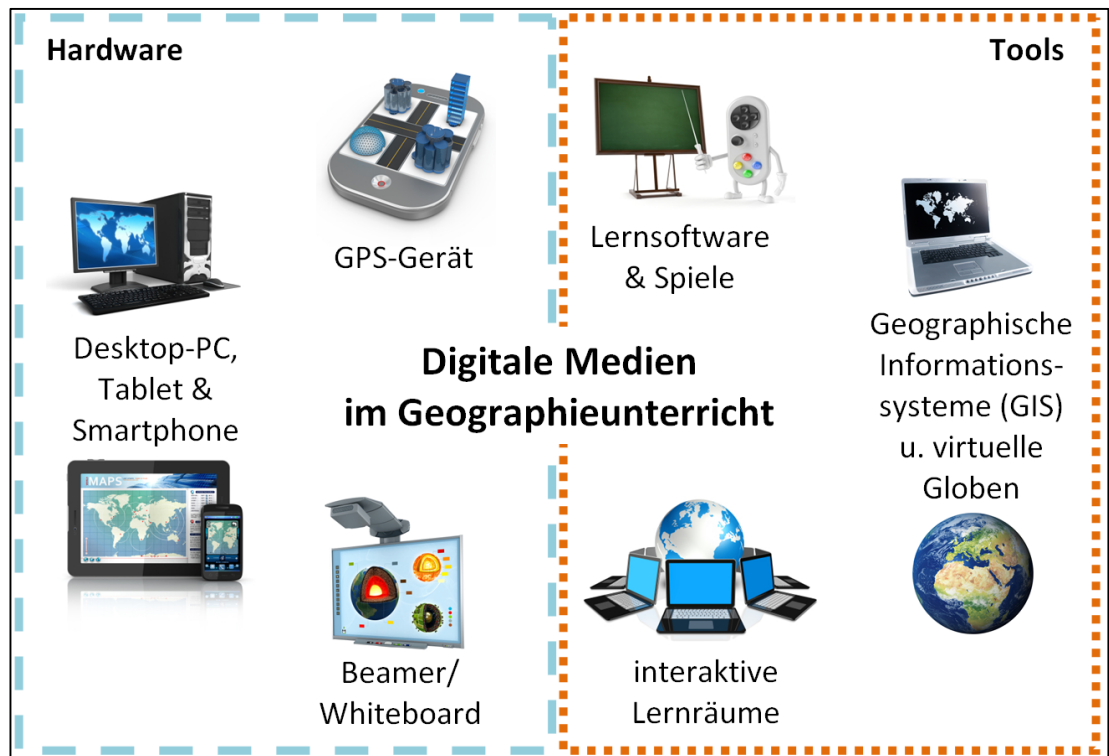 Hardware
Tools
GPS-Gerät
Lernsoftware
& Spiele
Desktop-PC,
Tablet &
Smartphone
Digitale Medien
im Geographieunterricht
Geographische
Informations-
systeme (GIS)
u. virtuelle
Globen
MAPS
Beamer/
Whiteboard
interaktive
Lernräume